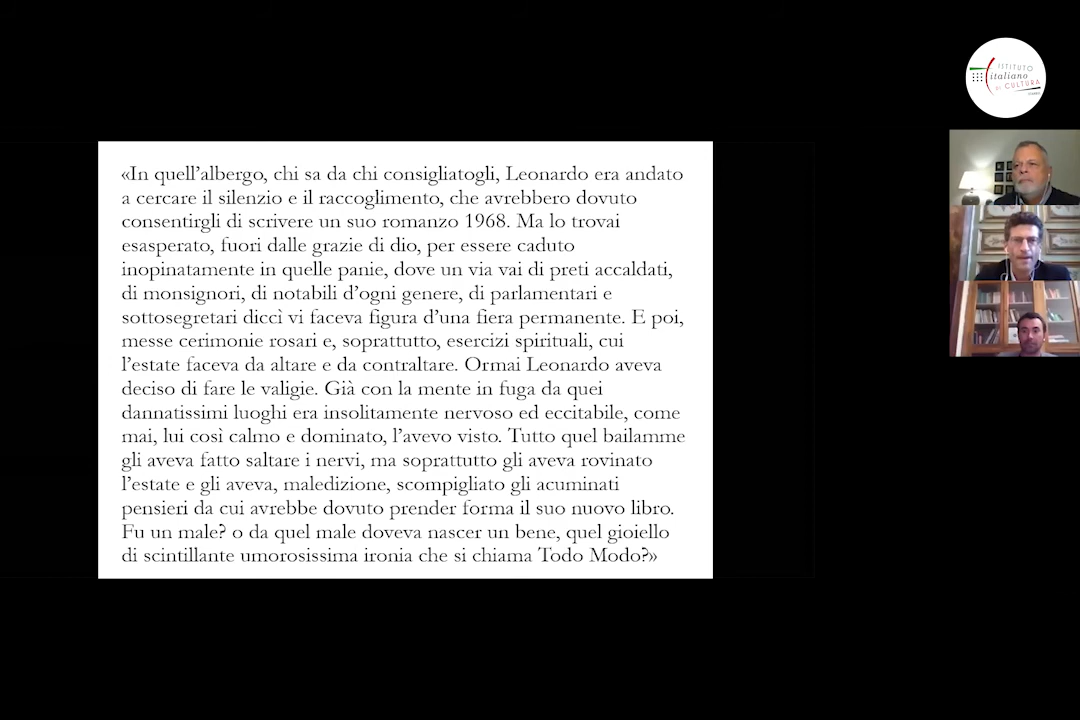 ISTITUTO
italiano
DI CULTURA
«In quell'albergo, chi sa da chi consigliatogli, Leonardo era andato
a cercare il silenzio e il raccoglimento, che avrebbero dovuto
consentirgli di scrivere un suo romanzo 1968. Ma lo trovai
esasperato, fuori dalle grazie di dio, per essere caduto
inopinatamente in quelle panie, dove un via vai di preti accaldati,
di monsignori, di notabili d'ogni genere, di parlamentari e
sottosegretari diccì vi faceva figura d'una fiera permanente. E poi,
messe cerimonie rosari e, soprattutto, esercizi spirituali, cui
l'estate faceva da altare e da contraltare. Ormai Leonardo aveva
deciso di fare le valigie. Già con la mente in fuga da quei
dannatissimi luoghi era insolitamente nervoso ed eccitabile, come
mai, lui così calmo e dominato, l'avevo visto. Tutto quel bailamme
gli aveva fatto saltare i nervi, ma soprattutto gli aveva rovinato
l'estate e gli aveva, maledizione, scompigliato gli acuminati
pensieri da cui avrebbe dovuto prender forma il suo nuovo libro.
Fu un male? o da quel male doveva nascer un bene, quel gioiello
di scintillante umorosissima ironia che si chiama Todo Modo?»